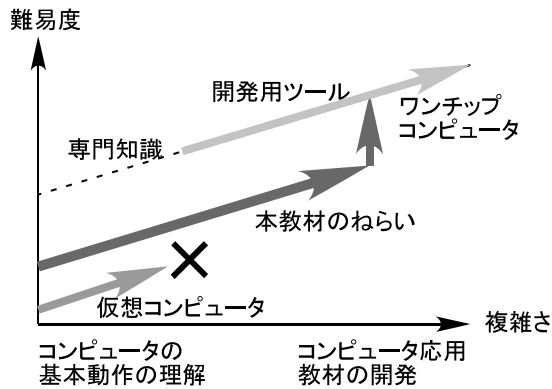 難易度
開発用ツール
ワンチップ
コンピュータ
専門知識
本教材のねらい
仮想コンピュータ
複雑さ
コンピュータの
基本動作の理解
コンピュータ応用
教材の開発